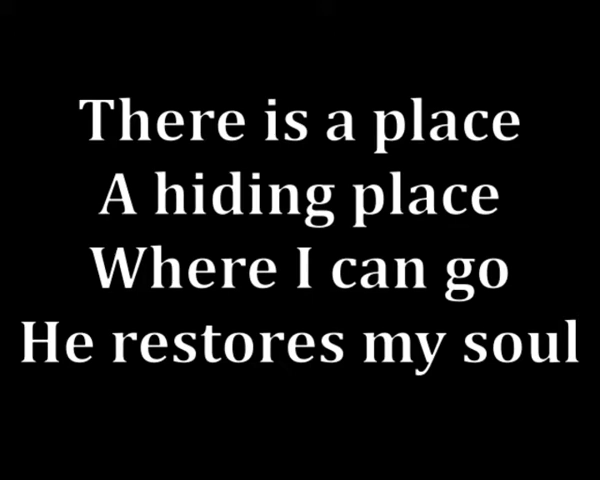 There is a place
A hiding place
Where I can go
He restores my soul